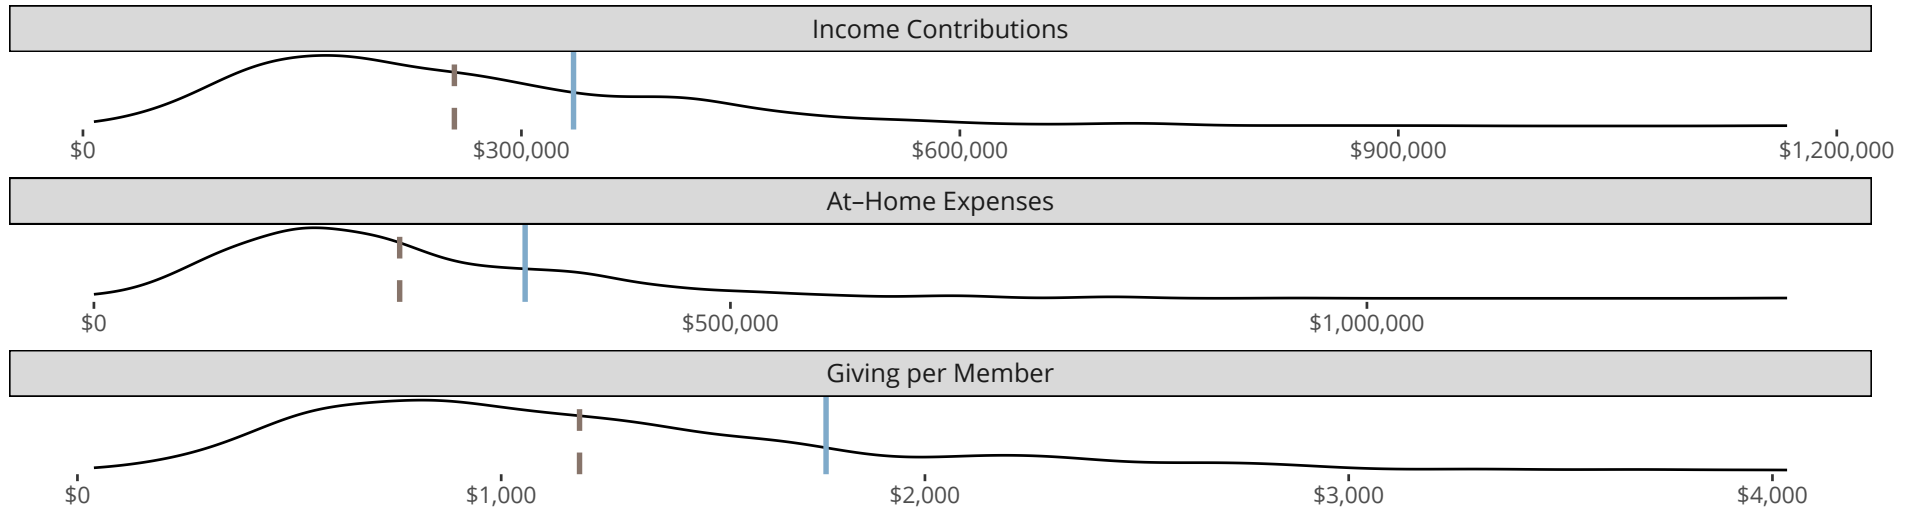 Income Contributions
$0 $300,000 $600,000 $900,000 $1,200,000
At–Home Expenses
$0 $500,000 $1,000,000
Giving per Member
$0 $1,000 $2,000 $3,000 $4,000